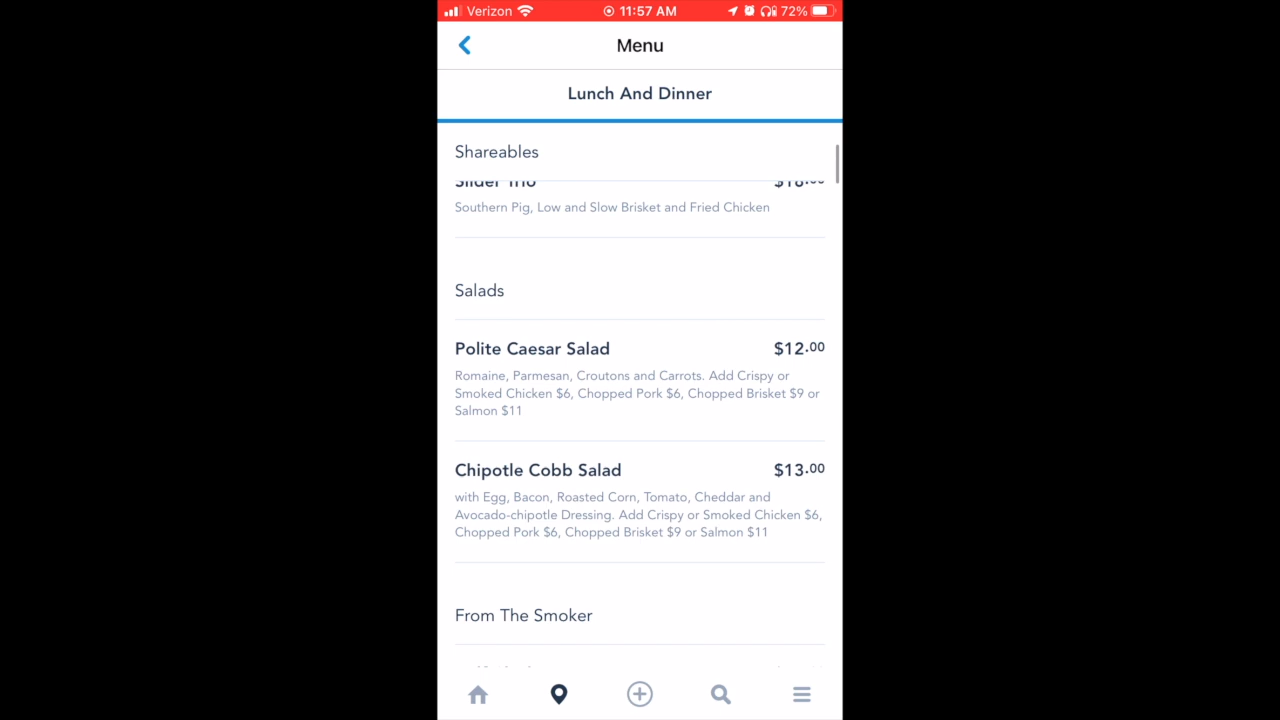 Verizon 11:57 AM 72%
Menu
Lunch And Dinner
Shareables
Slider Trio
Southern Pig, Low and Slow Brisket and Fried Chicken
Salads
Polite Caesar Salad $12.00
Romaine, Parmesan, Croutons and Carrots. Add Crispy or
Smoked Chicken $6, Chopped Pork $6, Chopped Brisket $9 or
Salmon $11
Chipotle Cobb Salad $13.00
with Egg, Bacon, Roasted Corn, Tomato, Cheddar and
Avocado-chipotle Dressing. Add Crispy or Smoked Chicken $6,
Chopped Pork $6, Chopped Brisket $9 or Salmon $11
From The Smoker